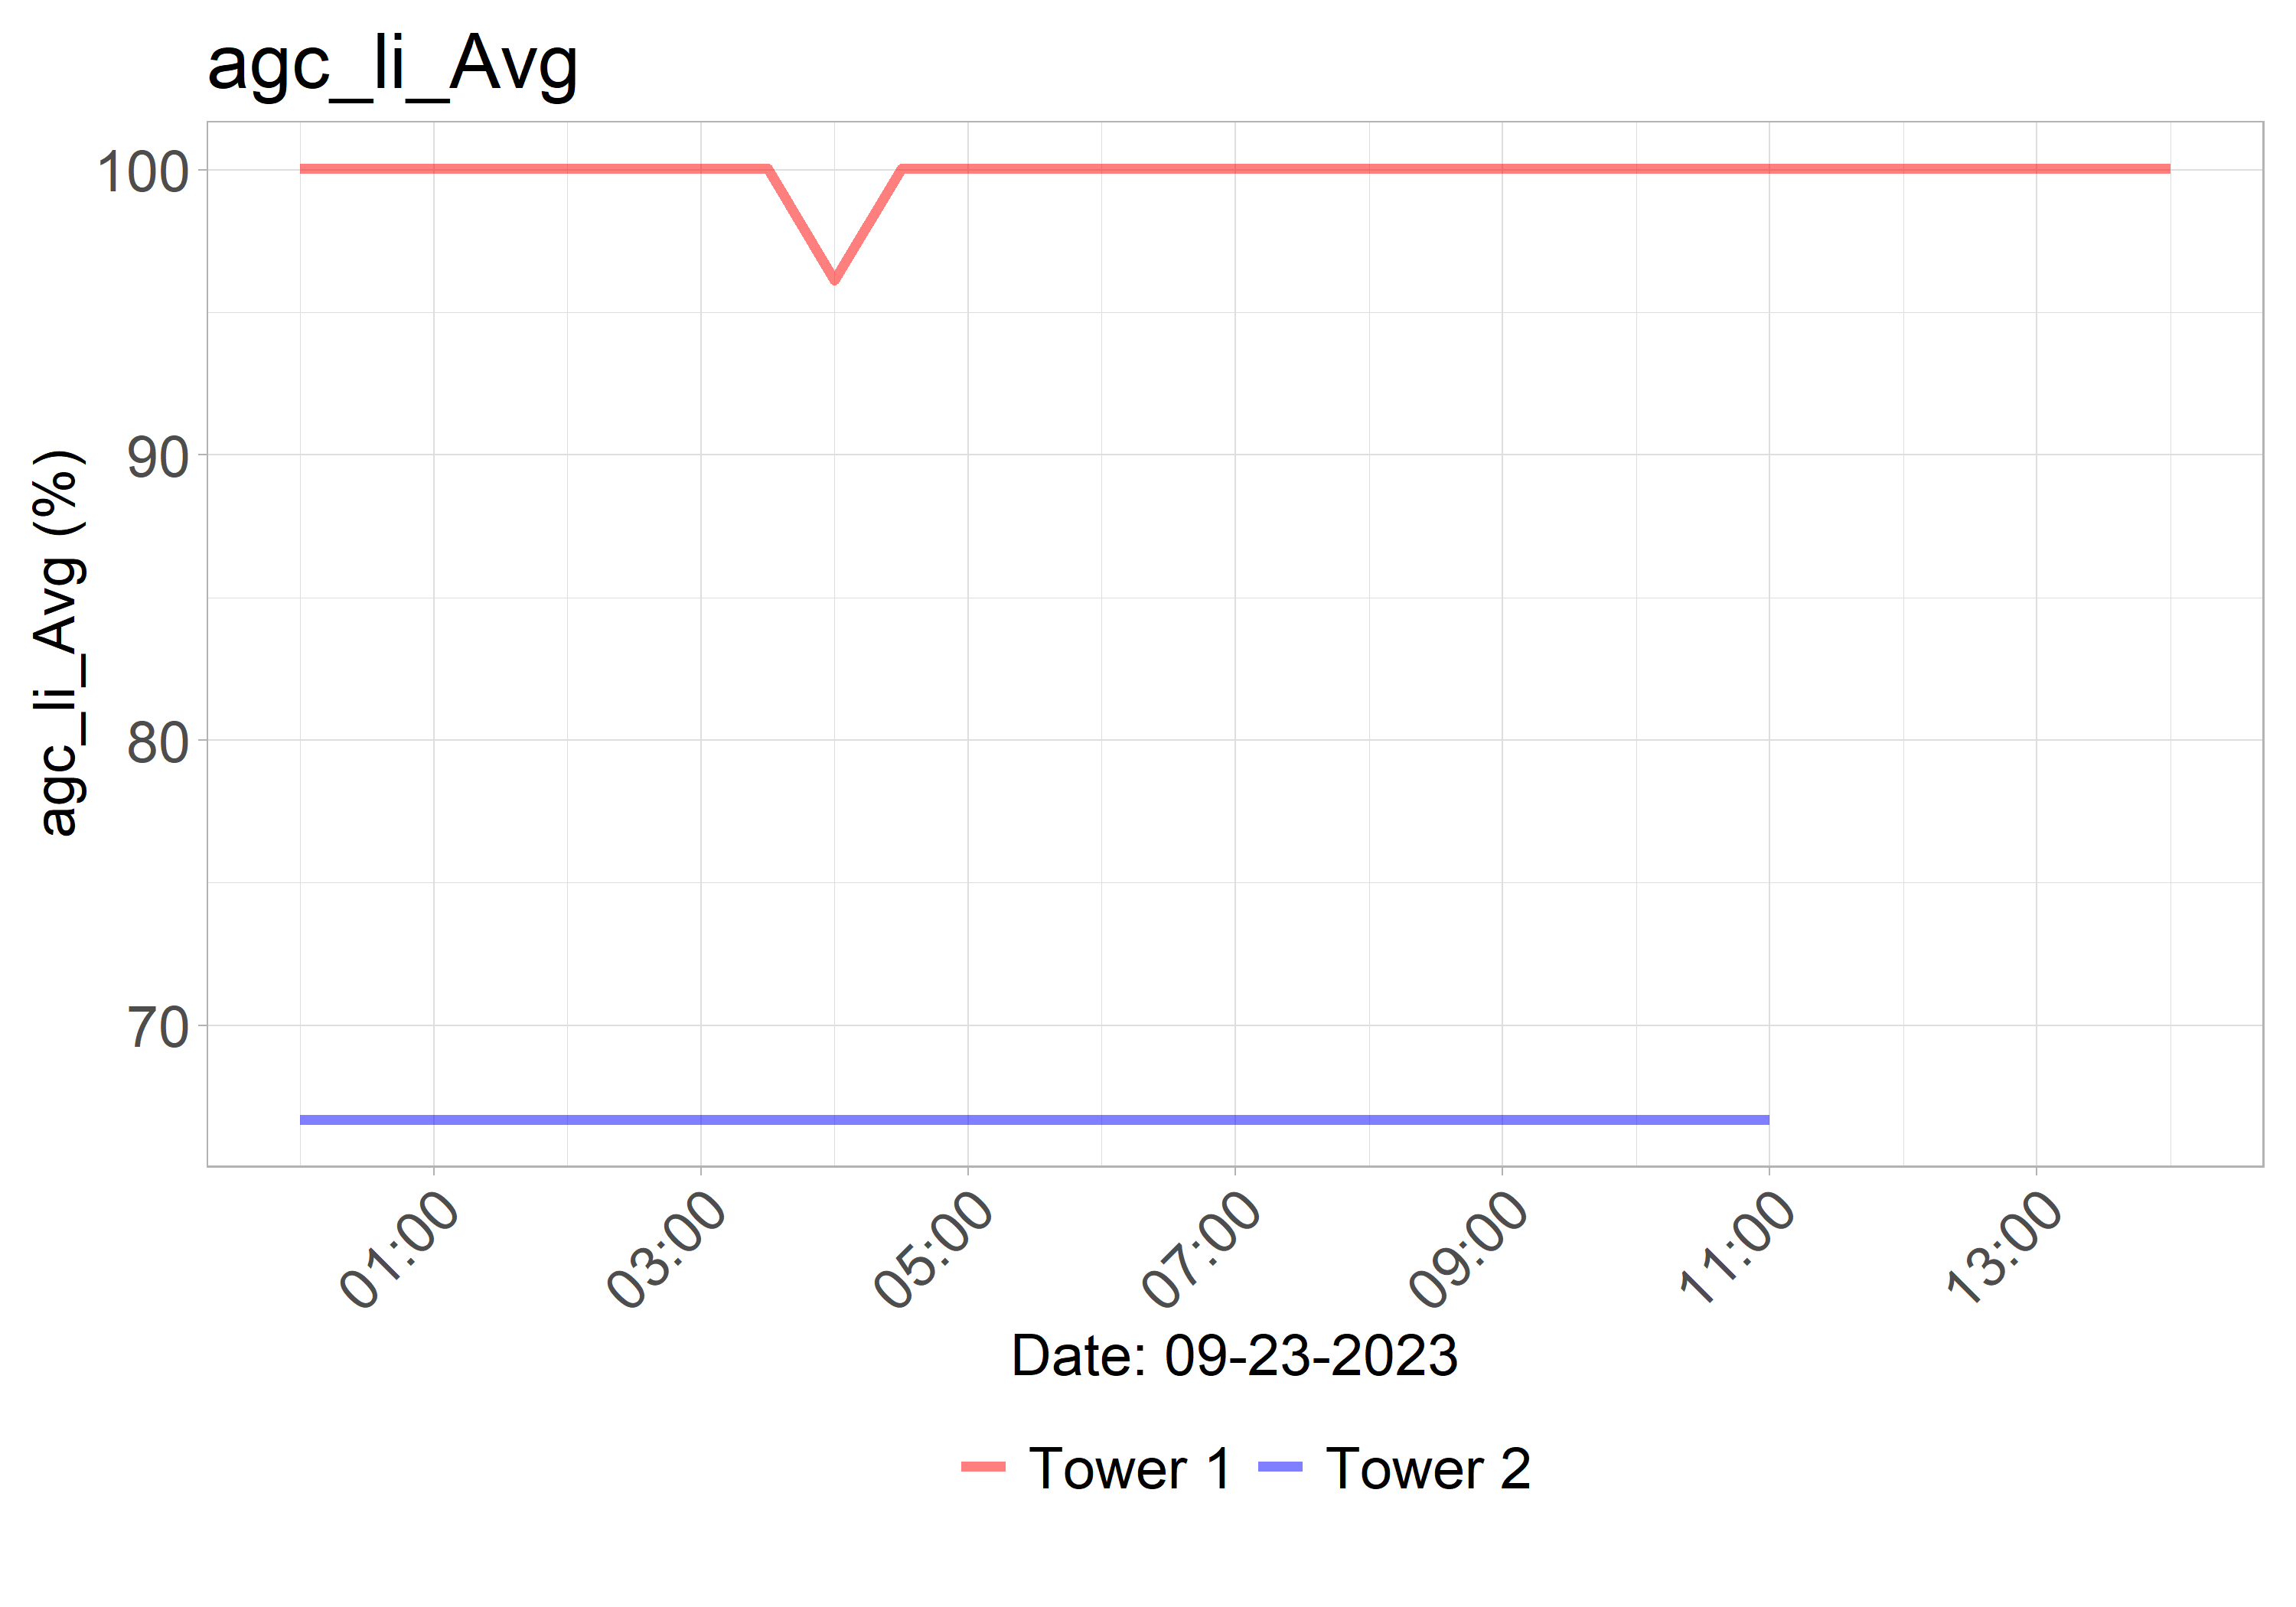 agc_li_Avg
agc_li_Avg (%)
100
90
80
70
01:00 03:00 05:00 07:00 09:00 11:00 13:00
Date: 09-23-2023
Tower 1 Tower 2